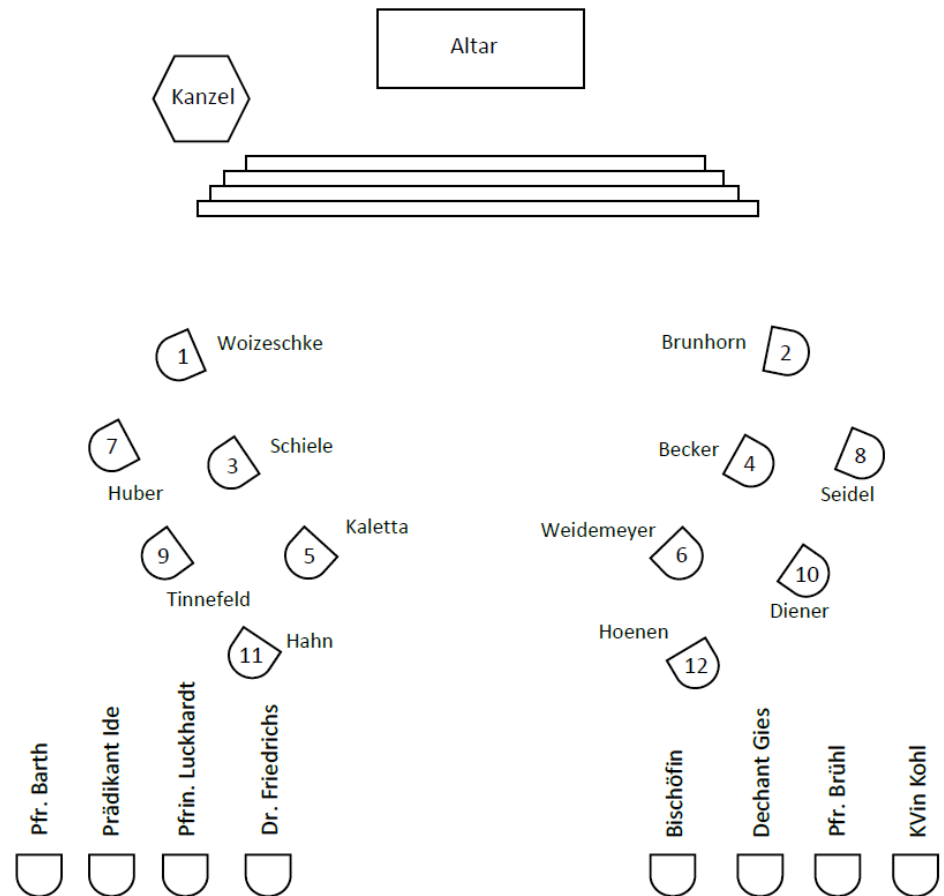 Altar
Kanzel
1 Woizeschke
Brunhorn 2
7
Huber
3 Schiele
Becker 4
8
Seidel
9
Tinnefeld
5 Kaletta
Weidemeyer
6
10
Diener
11 Hahn
Hoenen
12
Pfr. Barth
Prädikant Ide
Pfrin. Luckhardt
Dr. Friedrichs
Bischöfin
Dechant Gies
Pfr. Brühl
KVin Kohl